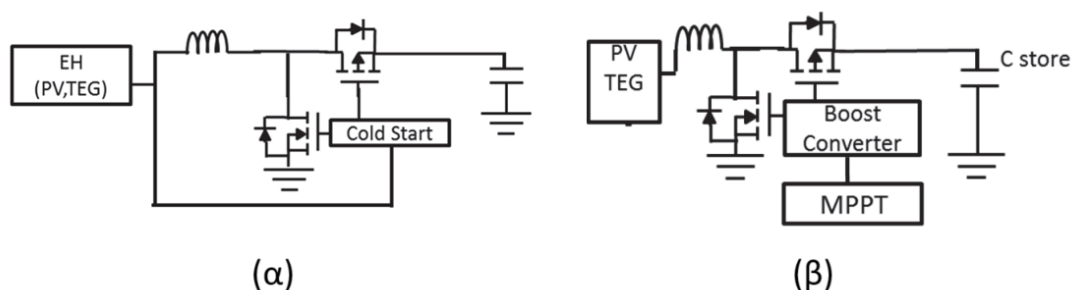 EH
(PV,TEG)
Cold Start
(α)
PV
TEG
C store
Boost
Converter
MPPT
(β)